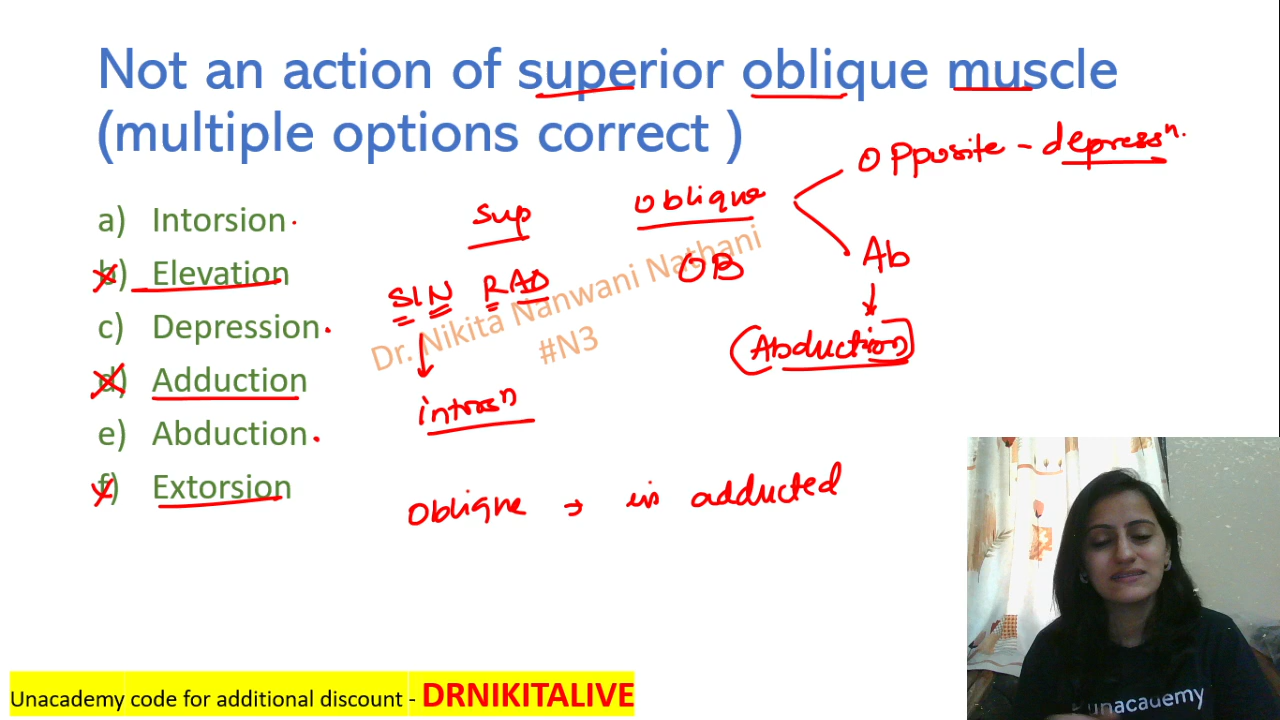 Not an action of superior oblique muscle
(multiple options correct )
a) Intorsion
b) Elevation
c) Depression
d) Adduction
e) Abduction
f) Extorsion
Sup
Oblique
Opposite - depressn.
SIN RAD
OB
Ab
Abduction
intorsn
Oblique → in adducted
Dr. Nikita Nanwani Nathani
#N3
unacademy
Unacademy code for additional discount - DRNIKITALIVE